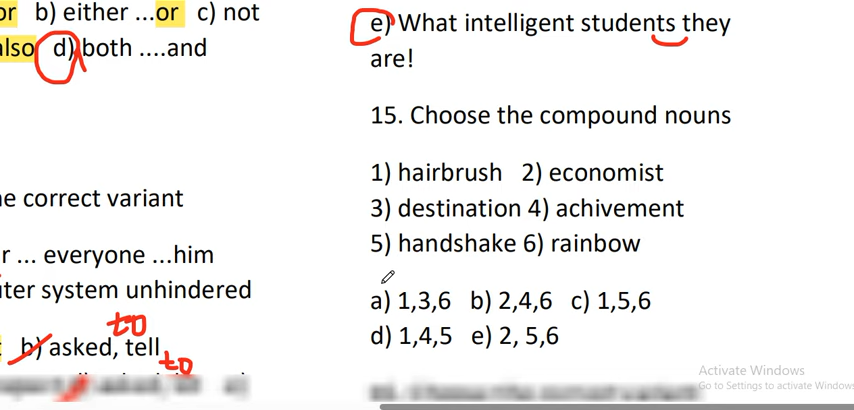 or b) either ...or c) not
also d) both ....and
e correct variant
r ... everyone ...him
ter system unhindered
to
b) asked, tell
to
e) What intelligent students they
are!
15. Choose the compound nouns
1) hairbrush 2) economist
3) destination 4) achivement
5) handshake 6) rainbow
a) 1,3,6 b) 2,4,6 c) 1,5,6
d) 1,4,5 e) 2, 5,6
Activate Windows
Go to Settings to activate Windows